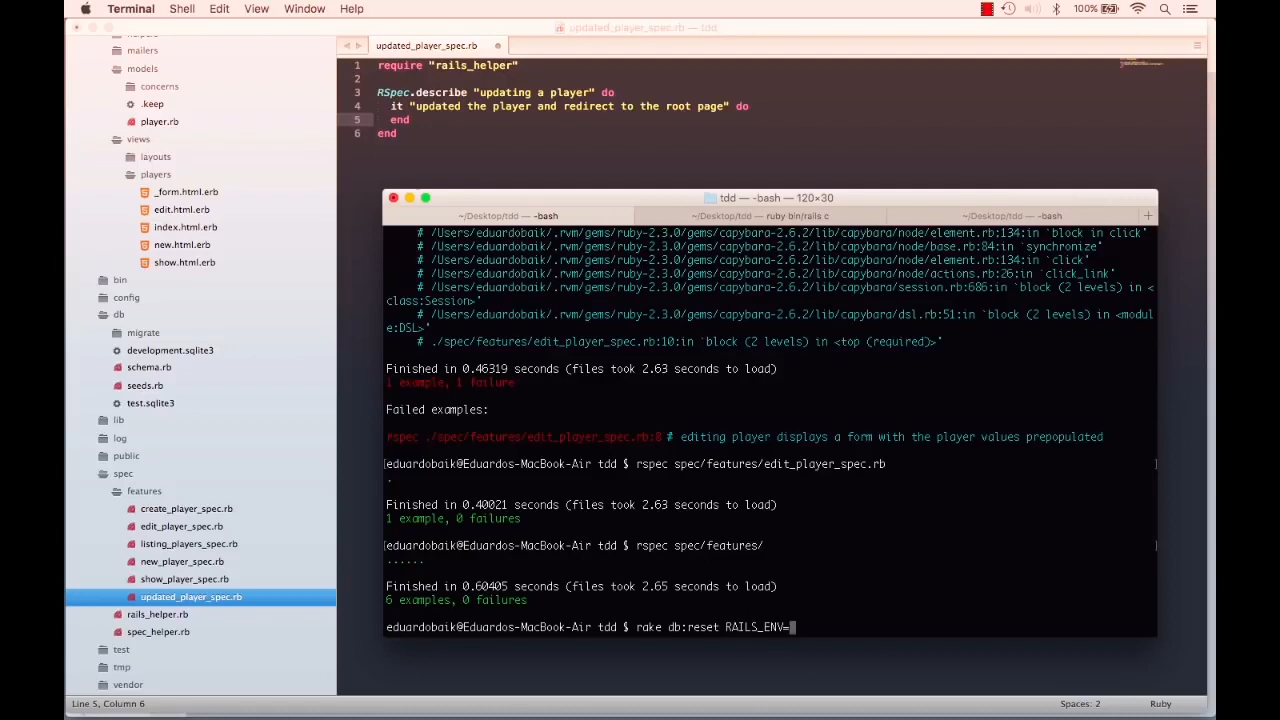 Terminal Shell Edit View Window Help 100%
updated_player_spec.rb — tdd
helpers
mailers
models
concerns
.keep
player.rb
views
layouts
players
_form.html.erb
edit.html.erb
index.html.erb
new.html.erb
show.html.erb
bin
config
db
migrate
development.sqlite3
schema.rb
seeds.rb
test.sqlite3
lib
log
public
spec
features
create_player_spec.rb
edit_player_spec.rb
listing_players_spec.rb
new_player_spec.rb
show_player_spec.rb
updated_player_spec.rb
rails_helper.rb
spec_helper.rb
test
tmp
vendor
updated_player_spec.rb
1 require "rails_helper"
2
3 RSpec.describe "updating a player" do
4 it "updated the player and redirect to the root page" do
5 end
6 end
tdd — -bash — 120×30
~/Desktop/tdd — -bash ~/Desktop/tdd — ruby bin/rails c ~/Desktop/tdd — -bash +
# /Users/eduardobaik/.rvm/gems/ruby-2.3.0/gems/capybara-2.6.2/lib/capybara/node/element.rb:134:in `block in click'
# /Users/eduardobaik/.rvm/gems/ruby-2.3.0/gems/capybara-2.6.2/lib/capybara/node/base.rb:84:in `synchronize'
# /Users/eduardobaik/.rvm/gems/ruby-2.3.0/gems/capybara-2.6.2/lib/capybara/node/element.rb:134:in `click'
# /Users/eduardobaik/.rvm/gems/ruby-2.3.0/gems/capybara-2.6.2/lib/capybara/node/actions.rb:26:in `click_link'
# /Users/eduardobaik/.rvm/gems/ruby-2.3.0/gems/capybara-2.6.2/lib/capybara/session.rb:686:in `block (2 levels) in <
class:Session>'
# /Users/eduardobaik/.rvm/gems/ruby-2.3.0/gems/capybara-2.6.2/lib/capybara/dsl.rb:51:in `block (2 levels) in <modul
e:DSL>'
# ./spec/features/edit_player_spec.rb:10:in `block (2 levels) in <top (required)>'
Finished in 0.46319 seconds (files took 2.63 seconds to load)
1 example, 1 failure
Failed examples:
rspec ./spec/features/edit_player_spec.rb:8 # editing player displays a form with the player values prepopulated
[eduardobaik@Eduardos-MacBook-Air tdd $ rspec spec/features/edit_player_spec.rb ]
.
Finished in 0.40021 seconds (files took 2.63 seconds to load)
1 example, 0 failures
[eduardobaik@Eduardos-MacBook-Air tdd $ rspec spec/features/ ]
......
Finished in 0.60405 seconds (files took 2.65 seconds to load)
6 examples, 0 failures
eduardobaik@Eduardos-MacBook-Air tdd $ rake db:reset RAILS_ENV=
Line 5, Column 6 Spaces: 2 Ruby